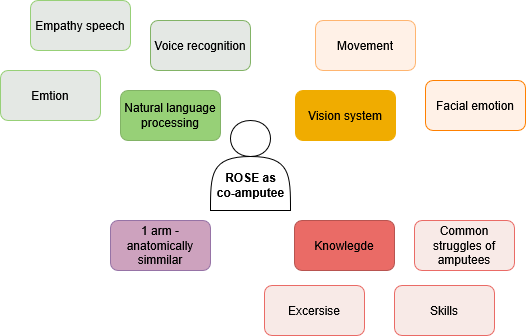 Empathy speech
Voice recognition
Movement
Emtion
Natural language
processing
Vision system
Facial emotion
ROSE as
co-amputee
1 arm -
anatomically
simmilar
Knowlegde
Common
struggles of
amputees
Excersise
Skills